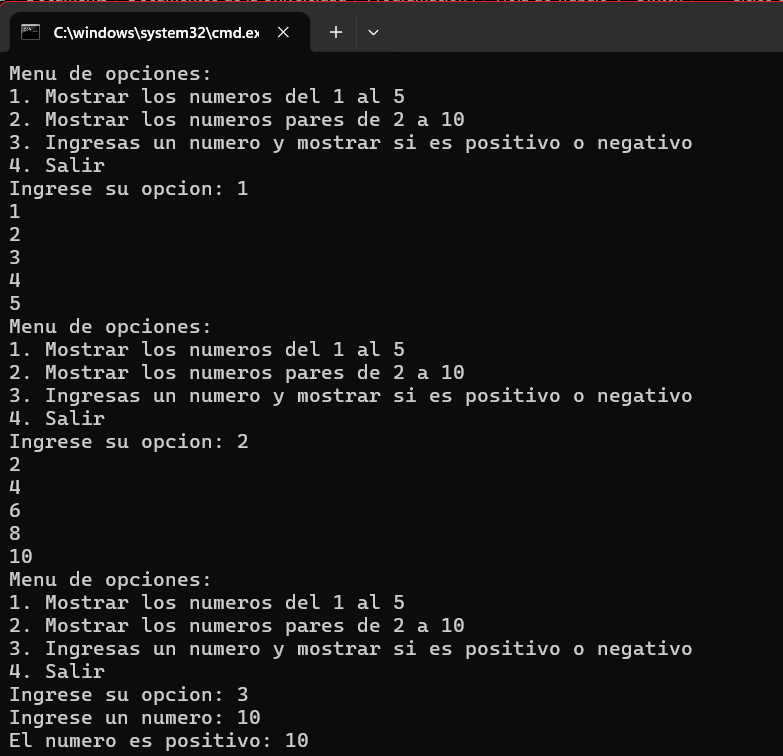 C:\windows\system32\cmd.ex
Menu de opciones:
1. Mostrar los numeros del 1 al 5
2. Mostrar los numeros pares de 2 a 10
3. Ingresas un numero y mostrar si es positivo o negativo
4. Salir
Ingrese su opcion: 1
1
2
3
4
5
Menu de opciones:
1. Mostrar los numeros del 1 al 5
2. Mostrar los numeros pares de 2 a 10
3. Ingresas un numero y mostrar si es positivo o negativo
4. Salir
Ingrese su opcion: 2
2
4
6
8
10
Menu de opciones:
1. Mostrar los numeros del 1 al 5
2. Mostrar los numeros pares de 2 a 10
3. Ingresas un numero y mostrar si es positivo o negativo
4. Salir
Ingrese su opcion: 3
Ingrese un numero: 10
El numero es positivo: 10